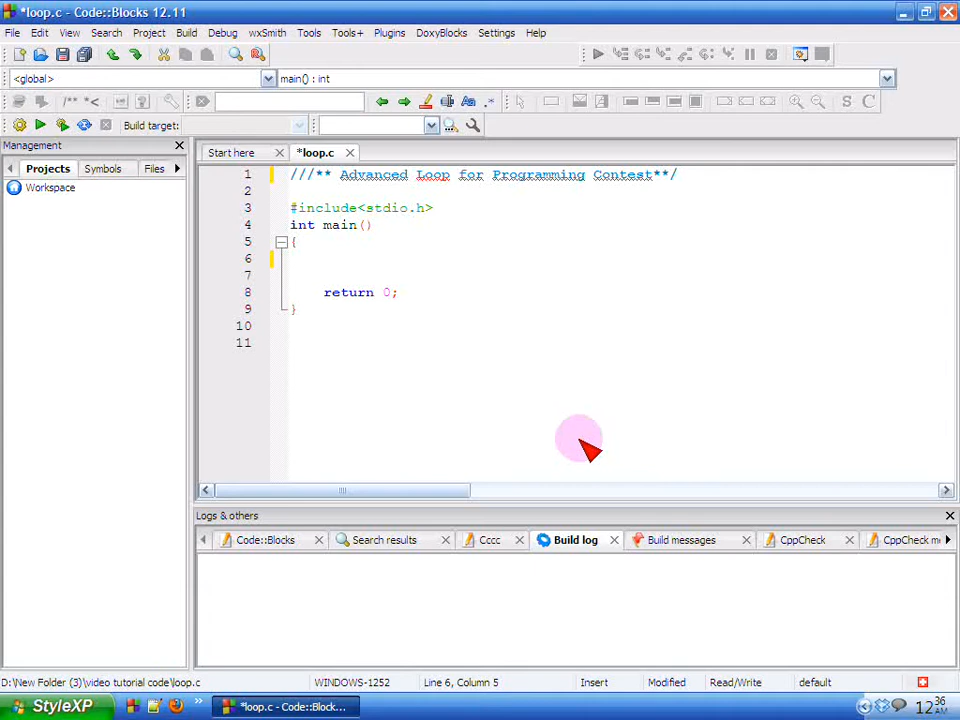 *loop.c - Code::Blocks 12.11
File Edit View Search Project Build Debug wxSmith Tools Tools+ Plugins DoxyBlocks Settings Help
<global> main() : int
/** *< Aa .* S C
Build target:
Management
Start here *loop.c
Projects Symbols Files
Workspace
1 ///** Advanced Loop for Programming Contest**/
2
3 #include<stdio.h>
4 int main()
5 {
6
7
8 return 0;
9 }
10
11
Logs & others
Code::Blocks Search results Cccc Build log Build messages CppCheck CppCheck m
D:\New Folder (3)\video tutorial code\loop.c WINDOWS-1252 Line 6, Column 5 Insert Modified Read/Write default
StyleXP *loop.c - Code::Block... 12 36 AM